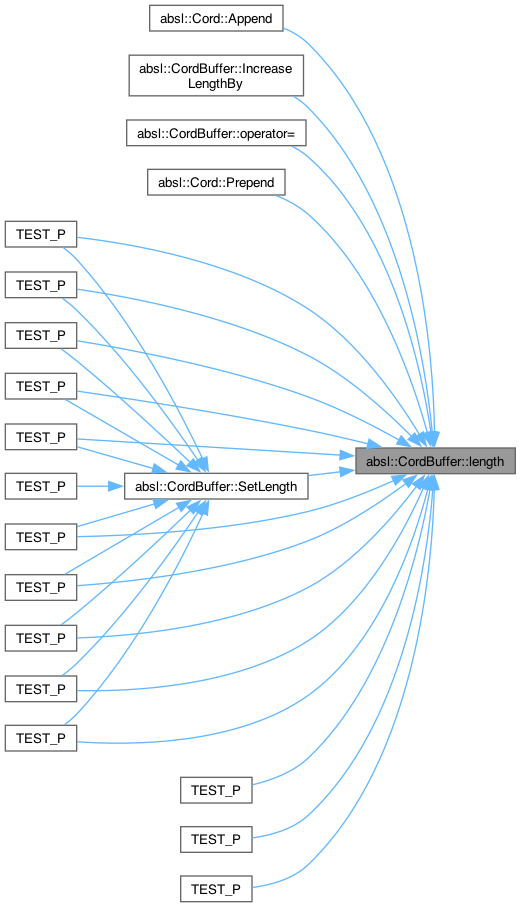 absl::Cord::Append
absl::CordBuffer::Increase
LengthBy
absl::CordBuffer::operator=
absl::Cord::Prepend
TEST_P
TEST_P
TEST_P
TEST_P
TEST_P
absl::CordBuffer::length
TEST_P
absl::CordBuffer::SetLength
TEST_P
TEST_P
TEST_P
TEST_P
TEST_P
TEST_P
TEST_P
TEST_P